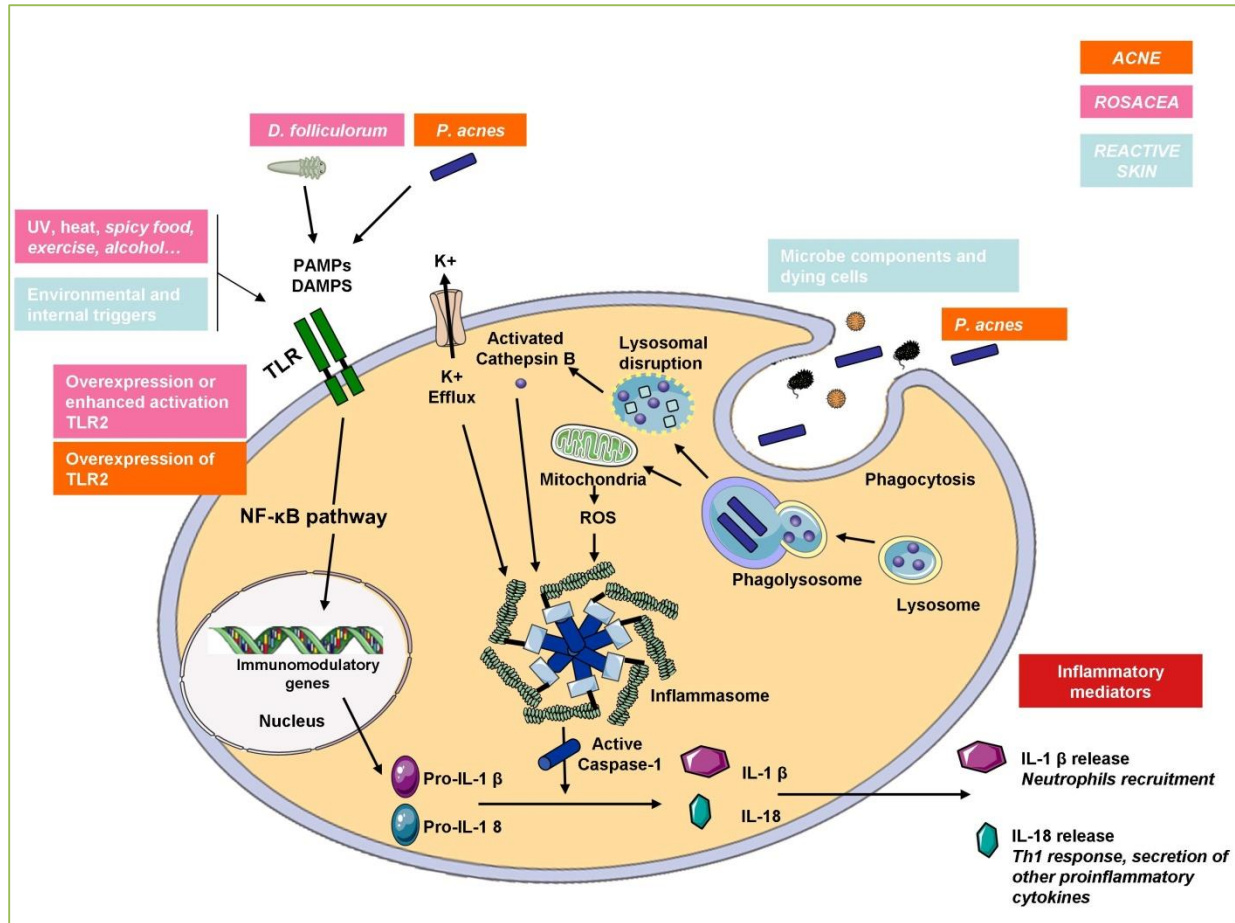 ACNE
ROSACEA
REACTIVE
SKIN
D. folliculorum
P. acnes
UV, heat, spicy food,
exercise, alcohol…
Environmental and
internal triggers
PAMPs
DAMPS
TLR
K+
K+
Efflux
Overexpression or
enhanced activation
TLR2
Overexpression of
TLR2
Activated
Cathepsin B
Lysosomal
disruption
Microbe components and
dying cells
P. acnes
Phagocytosis
Mitochondria
ROS
Phagolysosome
Lysosome
NF-κB pathway
Immunomodulatory
genes
Nucleus
Inflammasome
Active
Caspase-1
Pro-IL-1 β
Pro-IL-1 8
IL-1 β
IL-18
Inflammatory
mediators
IL-1 β release
Neutrophils recruitment
IL-18 release
Th1 response, secretion of
other proinflammatory
cytokines